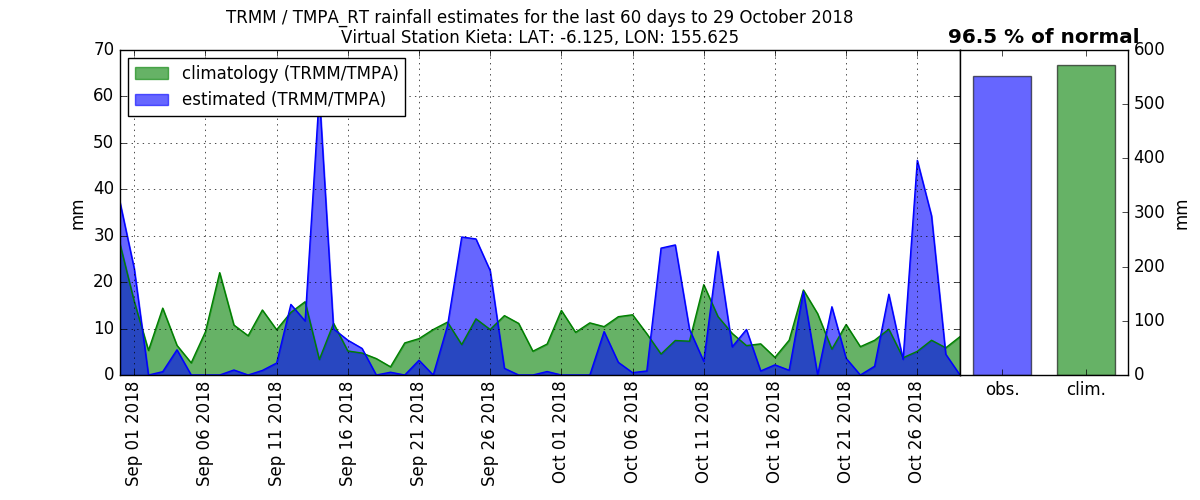 TRMM / TMPA_RT rainfall estimates for the last 60 days to 29 October 2018
Virtual Station Kieta: LAT: -6.125, LON: 155.625
96.5 % of normal
climatology (TRMM/TMPA)
estimated (TRMM/TMPA)
70
60
50
40
30
20
10
0
mm
Sep 01 2018
Sep 06 2018
Sep 11 2018
Sep 16 2018
Sep 21 2018
Sep 26 2018
Oct 01 2018
Oct 06 2018
Oct 11 2018
Oct 16 2018
Oct 21 2018
Oct 26 2018
obs.
clim.
600
500
400
300
200
100
0
mm